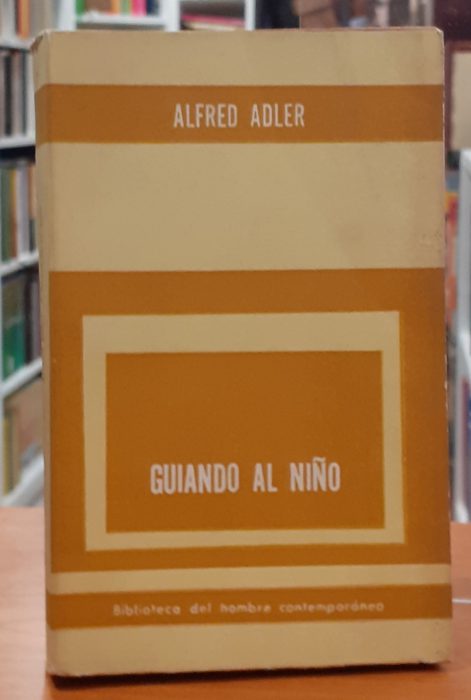 ALFRED ADLER
GUIANDO AL NIÑO
Biblioteca del hombre contemporáneo